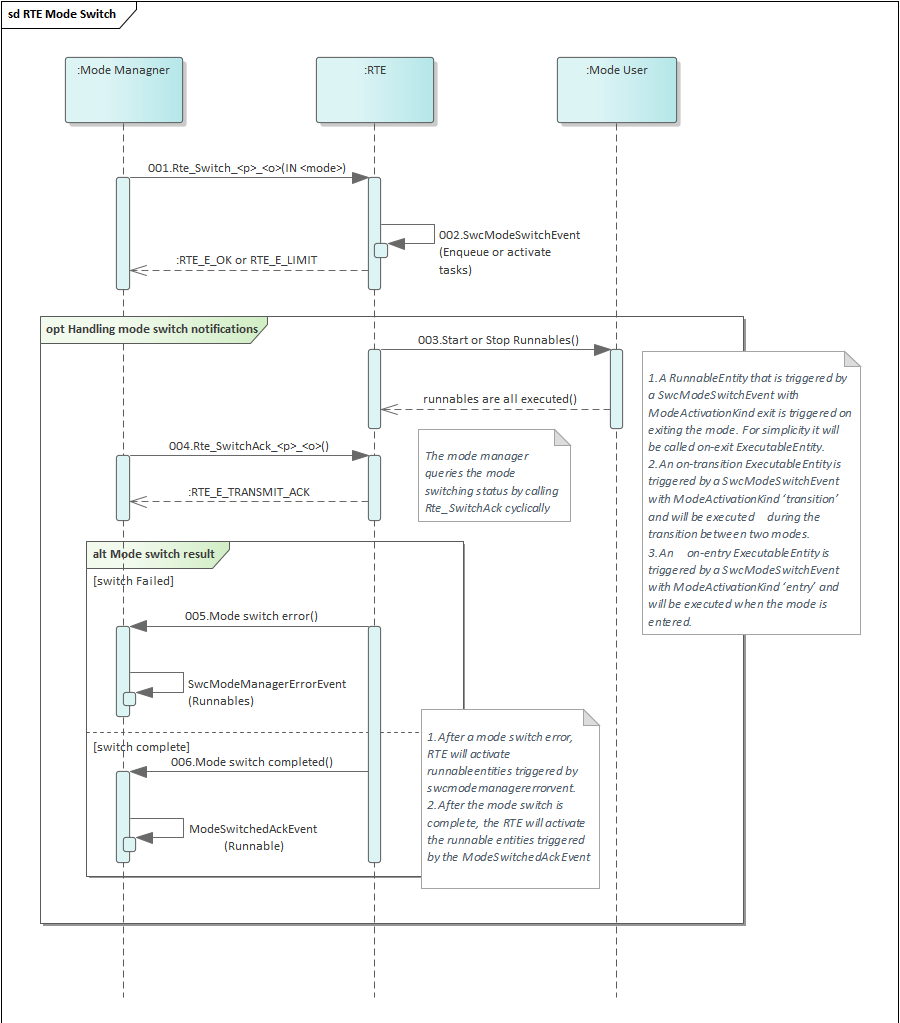 sd RTE Mode Switch
:Mode Managner
:RTE
:Mode User
001.Rte_Switch_<p>_<o>(IN <mode>)
002.SwcModeSwitchEvent
(Enqueue or activate
tasks)
:RTE_E_OK or RTE_E_LIMIT
opt Handling mode switch notifications
003.Start or Stop Runnables()
runnables are all executed()
1.A RunnableEntity that is triggered by
a SwcModeSwitchEvent with
ModeActivationKind exit is triggered on
exiting the mode. For simplicity it will
be called on-exit ExecutableEntity.
2.An on-transition ExecutableEntity is
triggered by a SwcModeSwitchEvent
with ModeActivationKind ‘transition’
and will be executed during the
transition between two modes.
3.An on-entry ExecutableEntity is
triggered by a SwcModeSwitchEvent
with ModeActivationKind ‘entry’ and
will be executed when the mode is
entered.
004.Rte_SwitchAck_<p>_<o>()
:RTE_E_TRANSMIT_ACK
The mode manager
queries the mode
switching status by calling
Rte_SwitchAck cyclically
alt Mode switch result
[switch Failed]
005.Mode switch error()
SwcModeManagerErrorEvent
(Runnables)
[switch complete]
006.Mode switch completed()
ModeSwitchedAckEvent
(Runnable)
1.After a mode switch error,
RTE will activate
runnableentities triggered by
swcmodemanagererrorvent.
2.After the mode switch is
complete, the RTE will activate
the runnable entities triggered
by the ModeSwitchedAckEvent